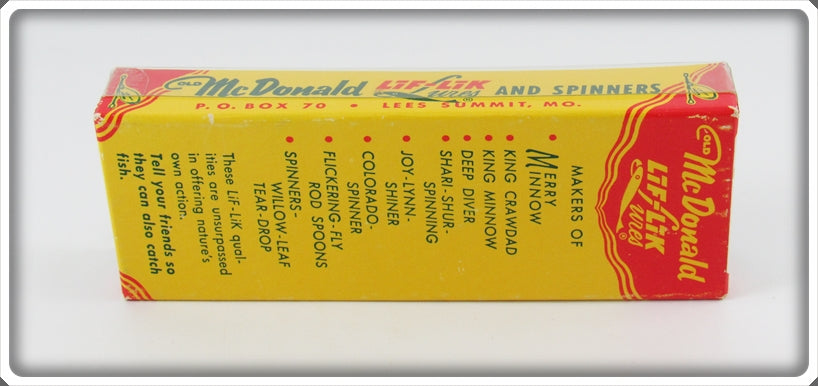 OLD McDonald LiF-LiK Lures® AND SPINNERS
P.O. BOX 70 • LEES SUMMIT, MO.
OLD
McDonald
LiF-LiK
Lures®
MAKERS OF
• MERRY
MINNOW
• KING CRAWDAD
• KING MINNOW
• DEEP DIVER
• SHARI-SHUR-
SPINNING
• JOY-LYNN-
SHINER
• COLORADO-
SPINNER
• FLICKERING-FLY
ROD SPOONS
• SPINNERS-
WILLOW-LEAF
TEAR-DROP
These LiF-LiK qual-
ities are unsurpassed
in offering nature's
own action.
Tell your friends so
they can also catch
fish.